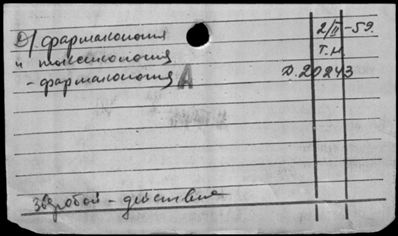 D/ фармакология 2/II-59.
и токсикология Т.М
- фармакология A Д.20243
зверобой - действие